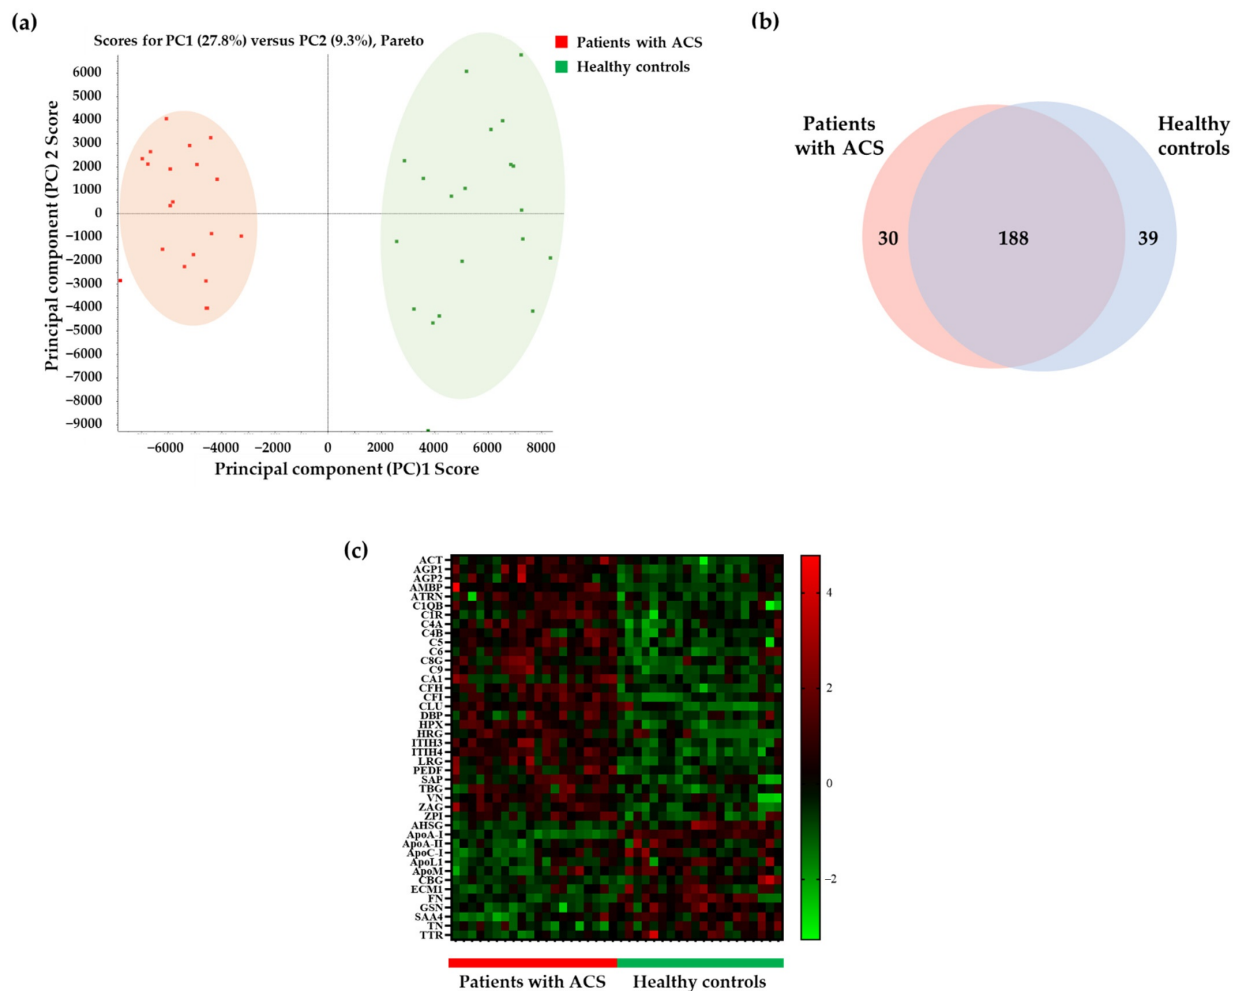 (a)
Scores for PC1 (27.8%) versus PC2 (9.3%), Pareto
Patients with ACS
Healthy controls
Principal component (PC) 2 Score
6000
5000
4000
3000
2000
1000
0
−1000
−2000
−3000
−4000
−5000
−6000
−7000
−8000
−9000
−6000 −4000 −2000 0 2000 4000 6000 8000
Principal component (PC)1 Score
(b)
Patients
with ACS
Healthy
controls
30
188
39
(c)
ACT
AGP1
AGP2
AMBP
ATRN
C1QB
C1R
C4A
C4B
C5
C6
C8G
C9
CA1
CFH
CFI
CLU
DBP
HPX
HRG
ITIH3
ITIH4
LRG
PEDF
SAP
TBG
VN
ZAG
ZPI
AHSG
ApoA-I
ApoA-II
ApoC-I
ApoL1
ApoM
CBG
ECM1
FN
GSN
SAA4
TN
TTR
4
2
0
−2
Patients with ACS
Healthy controls